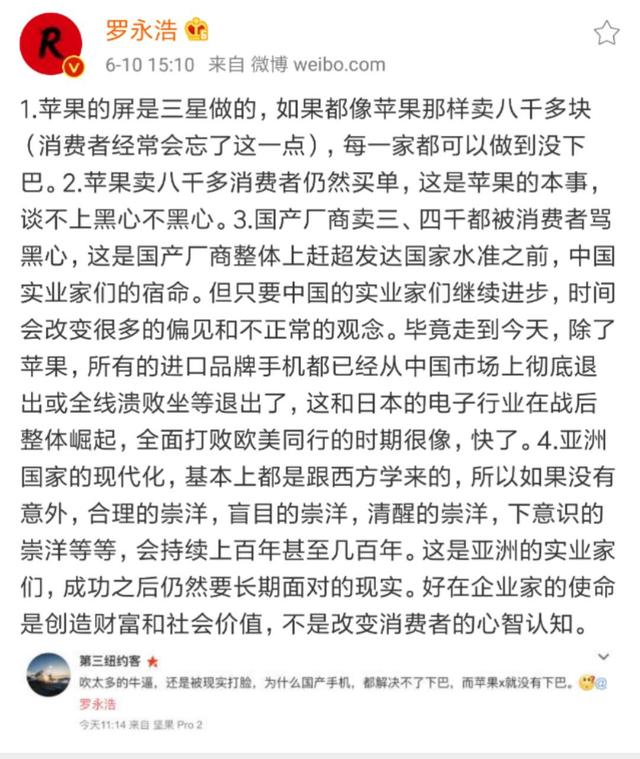 R
V
罗永浩
6
6-10 15:10 来自 微博 weibo.com
1.苹果的屏是三星做的，如果都像苹果那样卖八千多块
（消费者经常会忘了这一点），每一家都可以做到没下
巴。2.苹果卖八千多消费者仍然买单，这是苹果的本事，
谈不上黑心不黑心。3.国产厂商卖三、四千都被消费者骂
黑心，这是国产厂商整体上赶超发达国家水准之前，中国
实业家们的宿命。但只要中国的实业家们继续进步，时间
会改变很多的偏见和不正常的观念。毕竟走到今天，除了
苹果，所有的进口品牌手机都已经从中国市场上彻底退
出或全线溃败坐等退出了，这和日本的电子行业在战后
整体崛起，全面打败欧美同行的时期很像，快了。4.亚洲
国家的现代化，基本上都是跟西方学来的，所以如果没有
意外，合理的崇洋，盲目的崇洋，清醒的崇洋，下意识的
崇洋等等，会持续上百年甚至几百年。这是亚洲的实业家
们，成功之后仍然要长期面对的现实。好在企业家的使命
是创造财富和社会价值，不是改变消费者的心智认知。
第三纽约客
吹太多的牛逼，还是被现实打脸，为什么国产手机，都解决不了下巴，而苹果x就没有下巴。@
罗永浩
今天11:14 来自 坚果 Pro 2